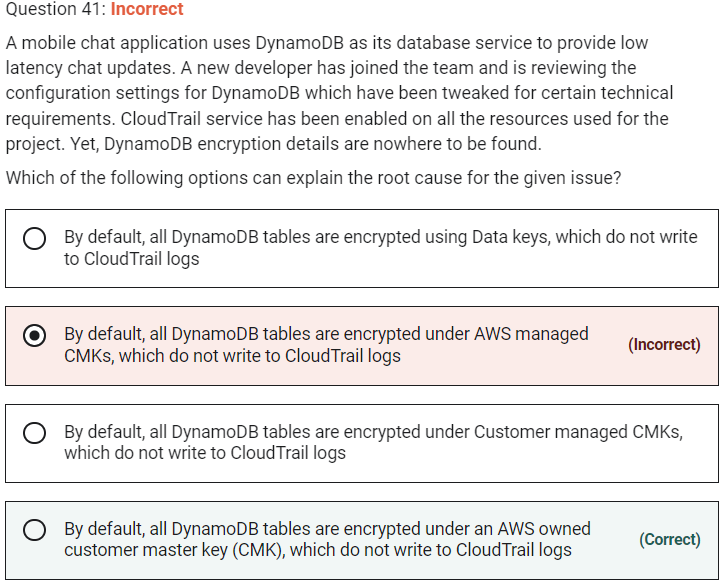 Question 41: Incorrect
A mobile chat application uses DynamoDB as its database service to provide low
latency chat updates. A new developer has joined the team and is reviewing the
configuration settings for DynamoDB which have been tweaked for certain technical
requirements. CloudTrail service has been enabled on all the resources used for the
project. Yet, DynamoDB encryption details are nowhere to be found.
Which of the following options can explain the root cause for the given issue?
By default, all DynamoDB tables are encrypted using Data keys, which do not write
to CloudTrail logs
By default, all DynamoDB tables are encrypted under AWS managed
CMKs, which do not write to CloudTrail logs
(Incorrect)
By default, all DynamoDB tables are encrypted under Customer managed CMKs,
which do not write to CloudTrail logs
By default, all DynamoDB tables are encrypted under an AWS owned
customer master key (CMK), which do not write to CloudTrail logs
(Correct)